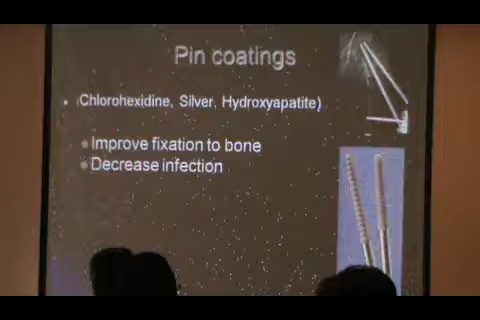 Pin coatings
• Chlorohexidine, Silver, Hydroxyapatite)
Improve fixation to bone
Decrease infection